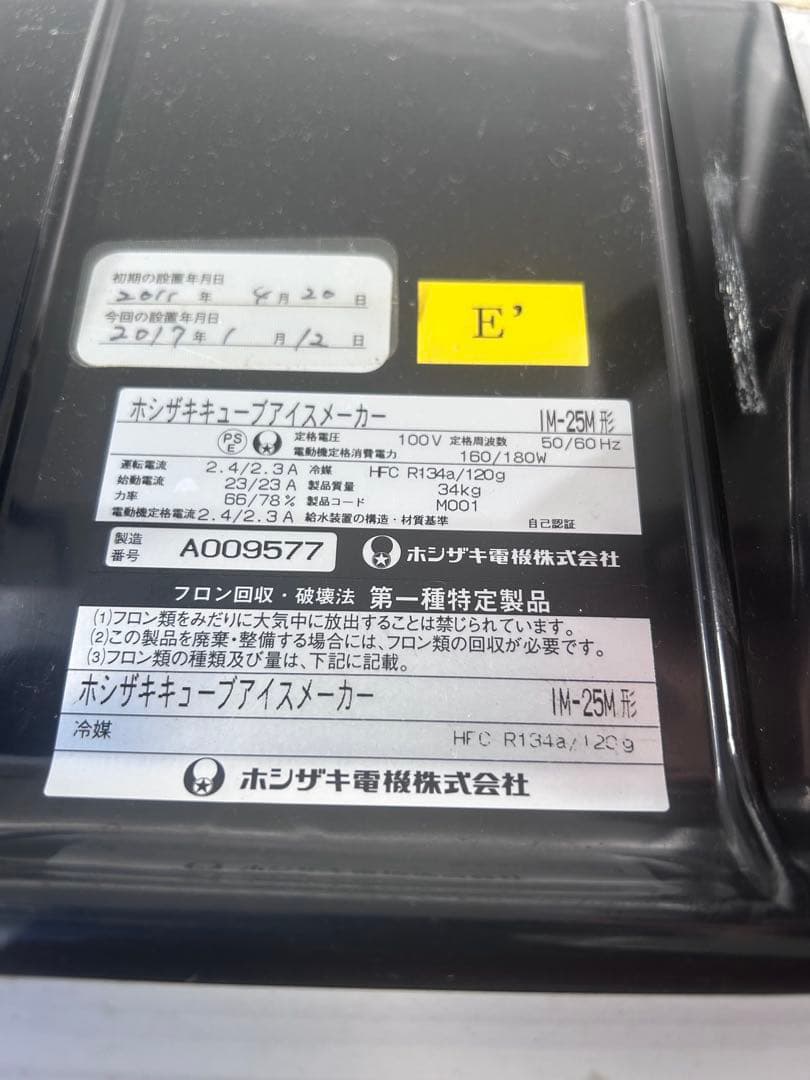 初期の設置年月日
2011 年 4 月 20 日
今回の設置年月日
2017 年 1 月 12 日
E’
ホシザキキューブアイスメーカー IM-25M 形
PS
E
定格電圧 100V 定格周波数 50/60Hz
電動機定格消費電力 160/180W
運転電流 2.4/2.3A 冷媒 HFC R134a/120g
始動電流 23/23A 製品質量 34kg
力率 66/78% 製品コード M001
電動機定格電流 2.4/2.3A 給水装置の構造・材質基準 自己認証
製造番号 A009577 ホシザキ電機株式会社
フロン回収・破壊法 第一種特定製品
(1)フロン類をみだりに大気中に放出することは禁じられています。
(2)この製品を廃棄・整備する場合には、フロン類の回収が必要です。
(3)フロン類の種類及び量は、下記に記載。
ホシザキキューブアイスメーカー IM-25M 形
冷媒 HFC R134a/120g
ホシザキ電機株式会社